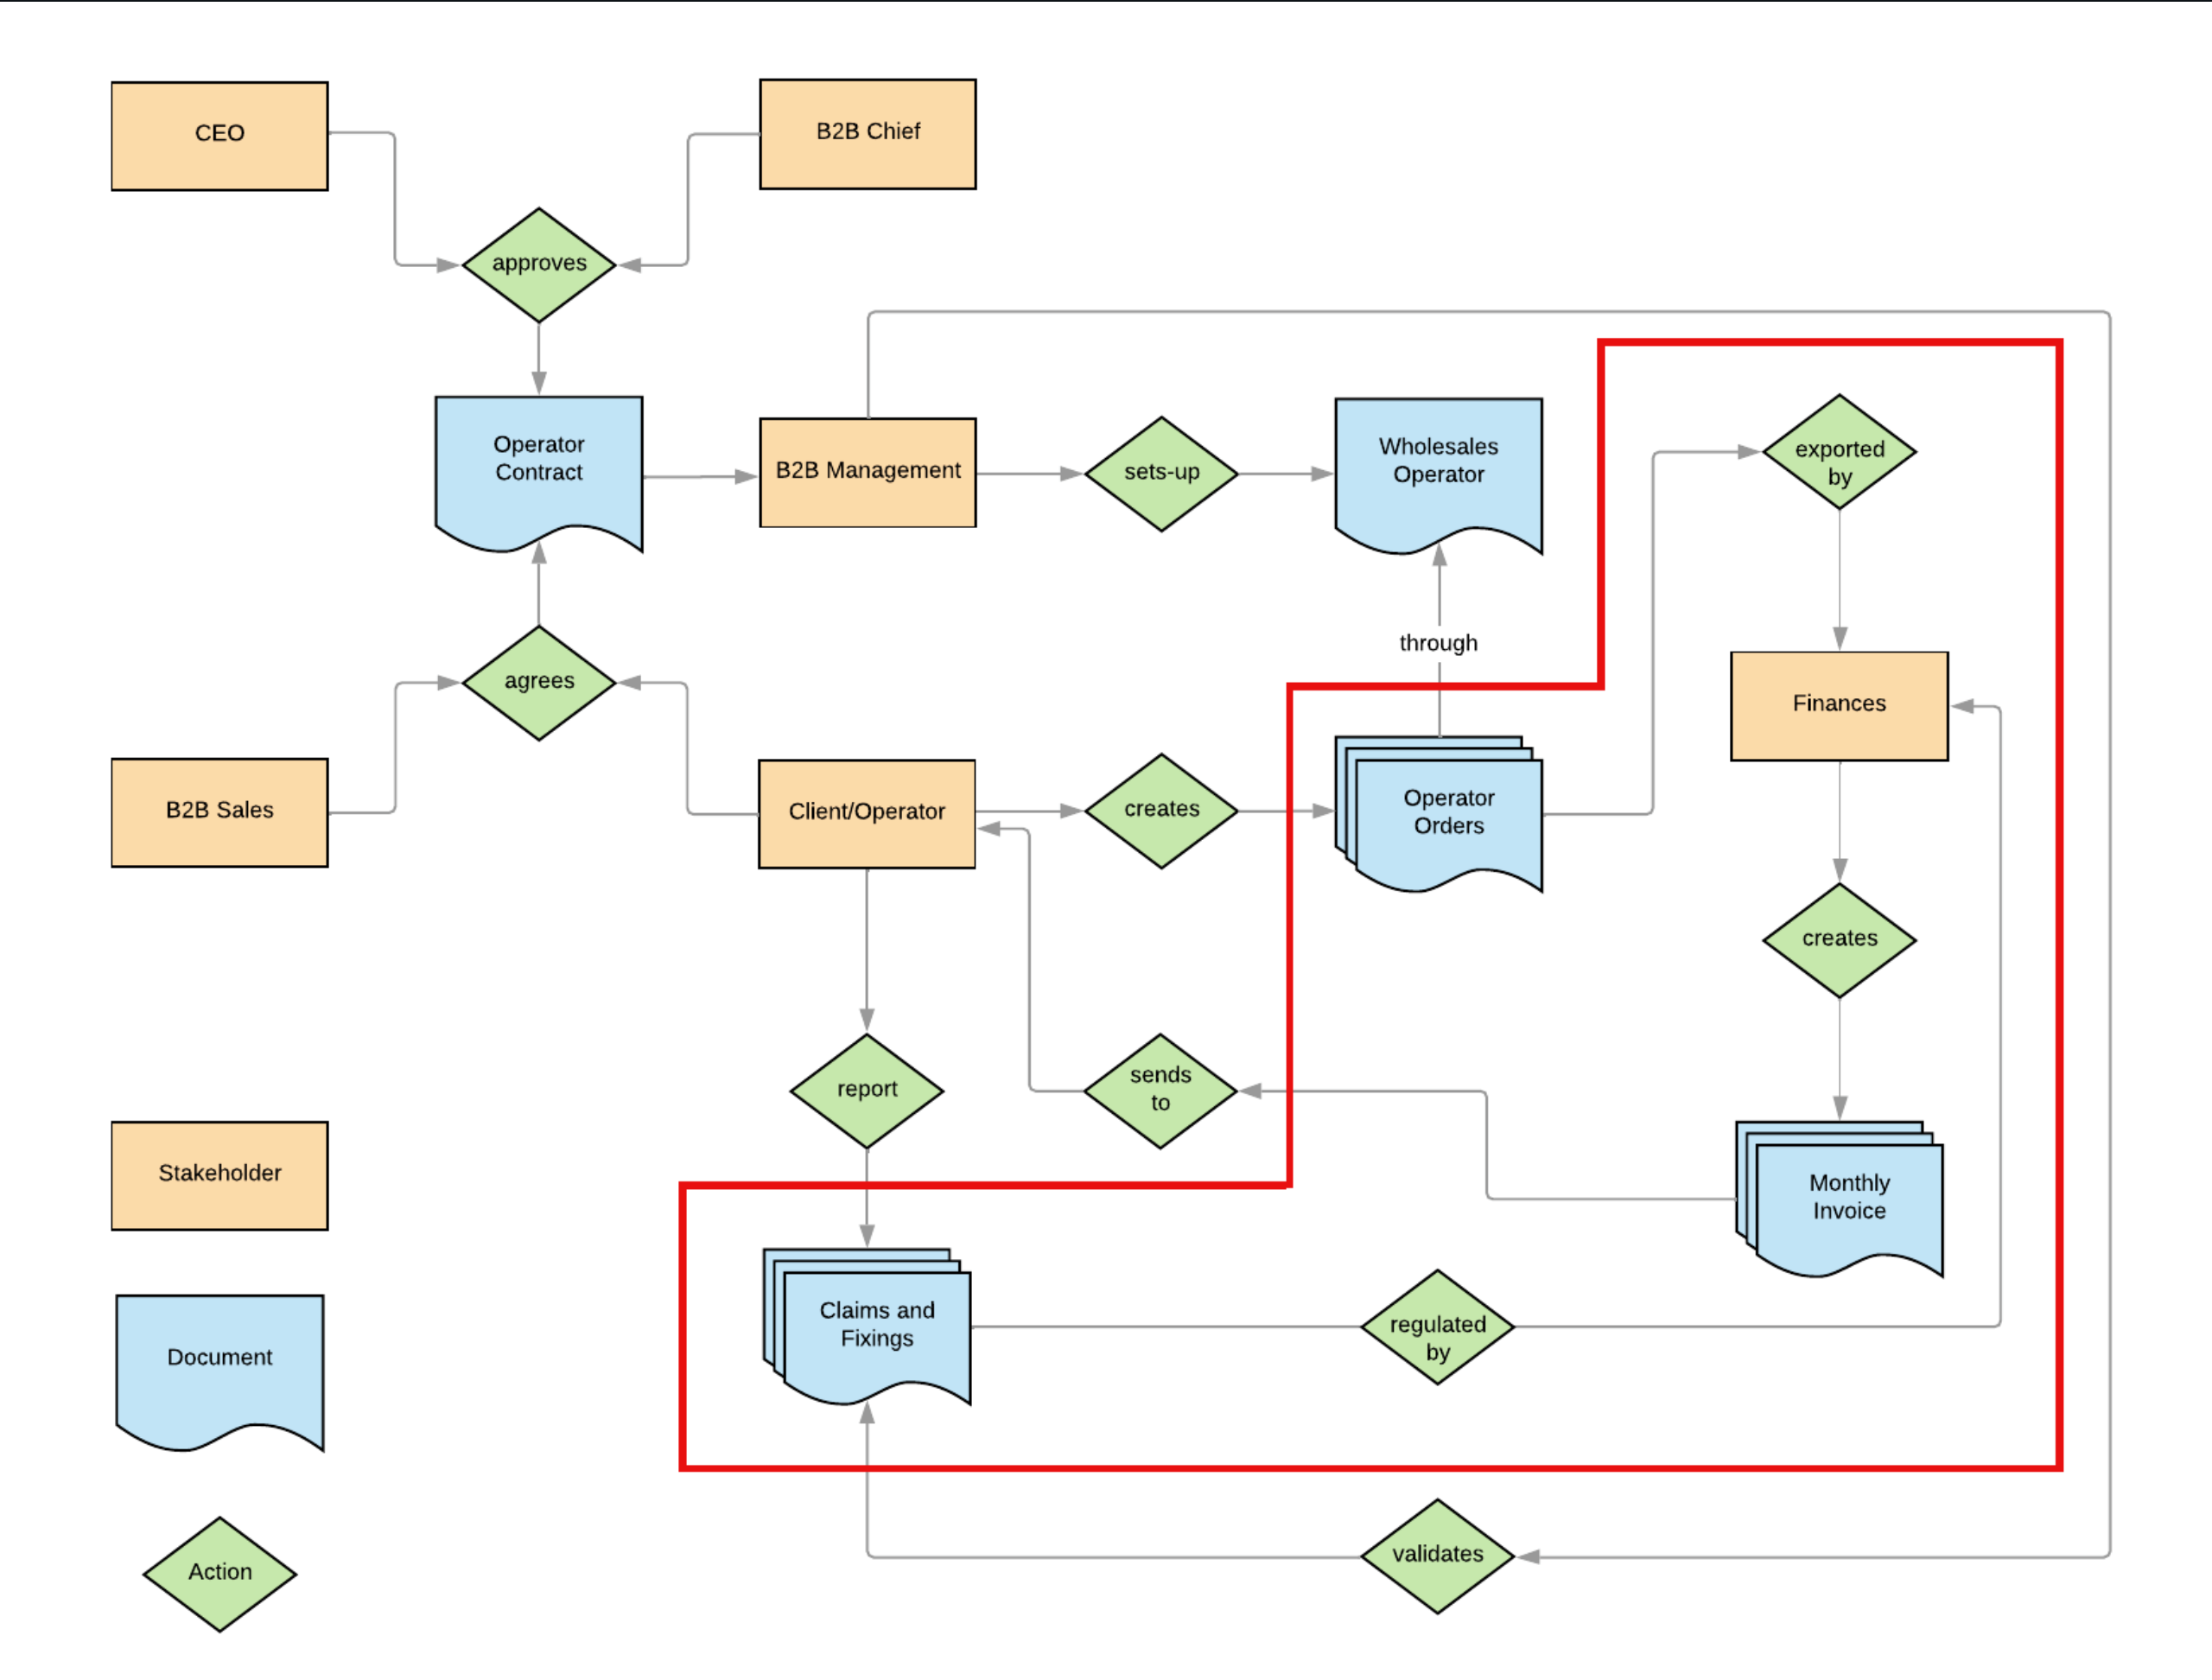 CEO
B2B Chief
approves
Operator
Contract
B2B Management
sets-up
Wholesales
Operator
exported
by
through
agrees
Finances
B2B Sales
Client/Operator
creates
Operator
Orders
creates
report
sends
to
Stakeholder
Monthly
Invoice
Claims and
Fixings
regulated
by
Document
validates
Action